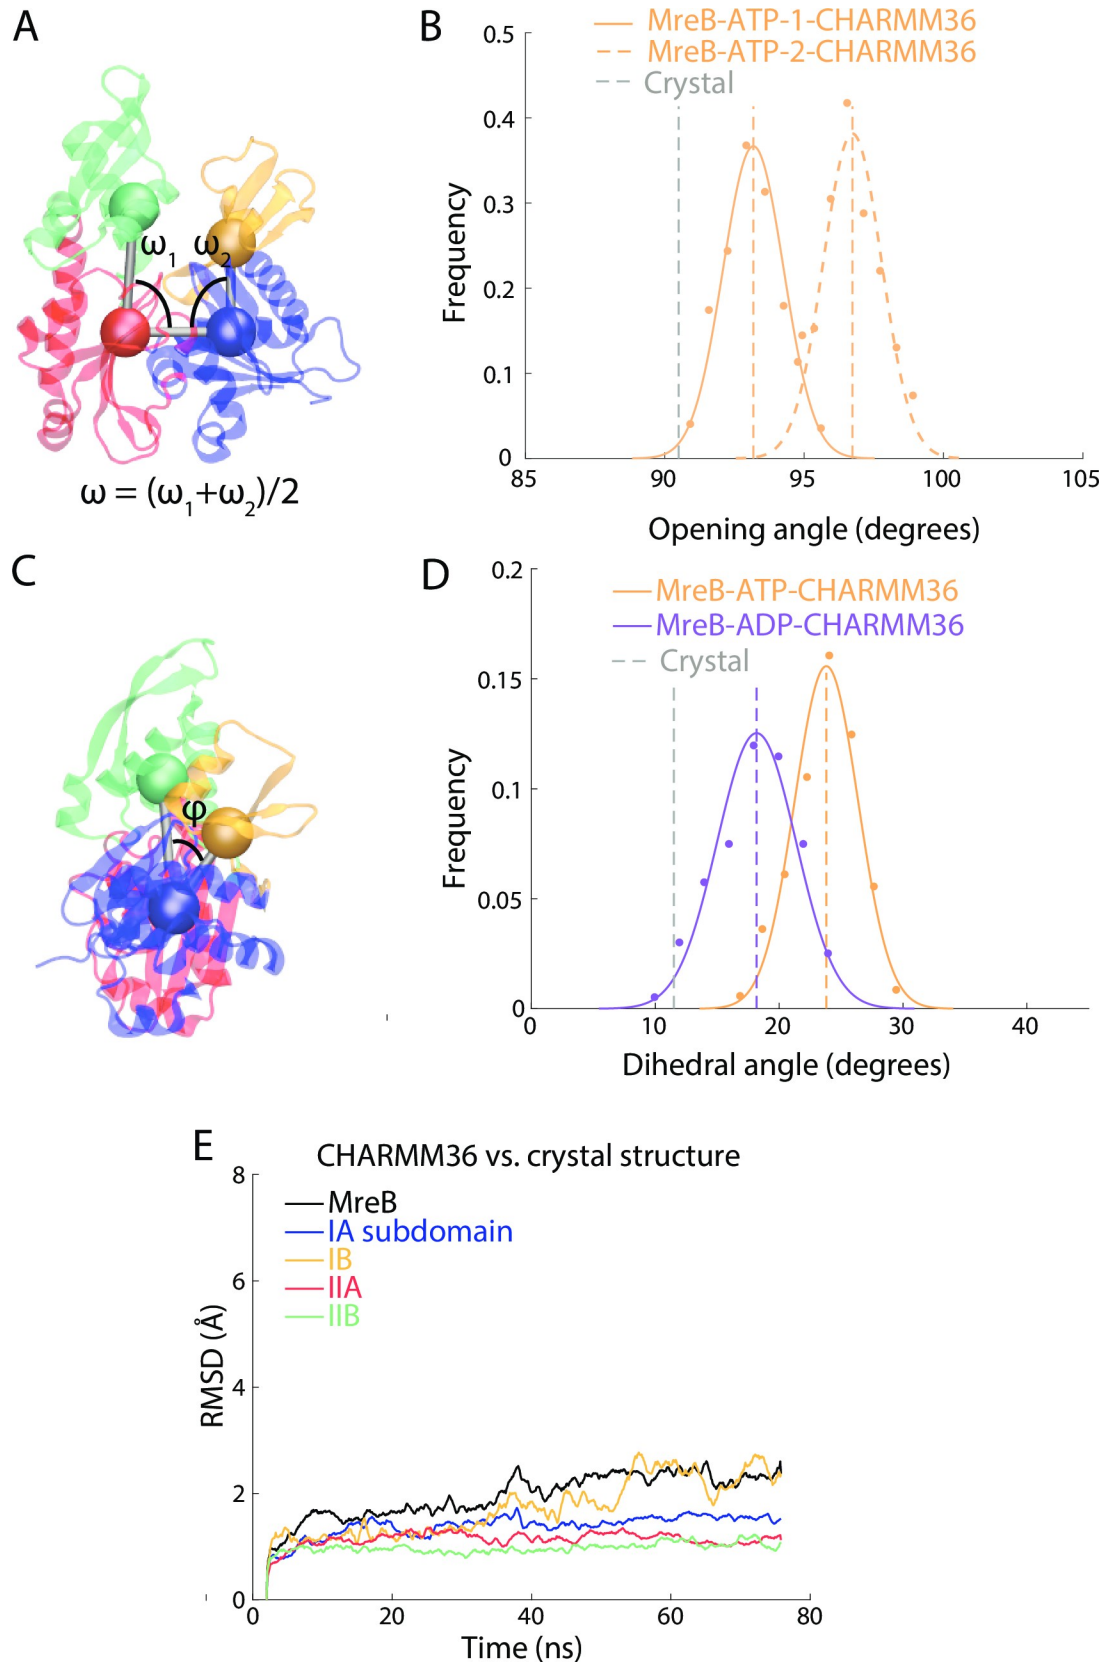 A
ω1 ω2
ω = (ω1+ω2)/2
B
MreB-ATP-1-CHARMM36
MreB-ATP-2-CHARMM36
Crystal
0.5
0.4
0.3
0.2
0.1
0
Frequency
85 90 95 100 105
Opening angle (degrees)
C
φ
D
MreB-ATP-CHARMM36
MreB-ADP-CHARMM36
Crystal
0.2
0.15
0.1
0.05
0
Frequency
0 10 20 30 40
Dihedral angle (degrees)
E
CHARMM36 vs. crystal structure
MreB
IA subdomain
IB
IIA
IIB
8
6
4
2
0
RMSD (Å)
0 20 40 60 80
Time (ns)